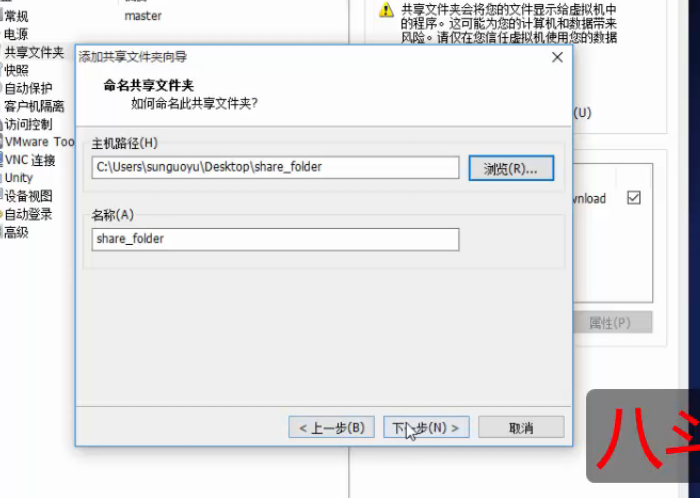 常规
master
电源
共享文件夹
快照
自动保护
客户机隔离
访问控制
VMware Too
VNC 连接
Unity
设备视图
自动登录
高级
共享文件夹会将您的文件显示给虚拟机中
的程序。这可能为您的计算机和数据带来
风险。请仅在您信任虚拟机使用您的数据
(U)
wnload
属性(P)
添加共享文件夹向导
命名共享文件夹
如何命名此共享文件夹?
主机路径(H)
C:\Users\sunguoyu\Desktop\share_folder
浏览(R)...
名称(A)
share_folder
< 上一步(B)
下一步(N) >
取消
八斗